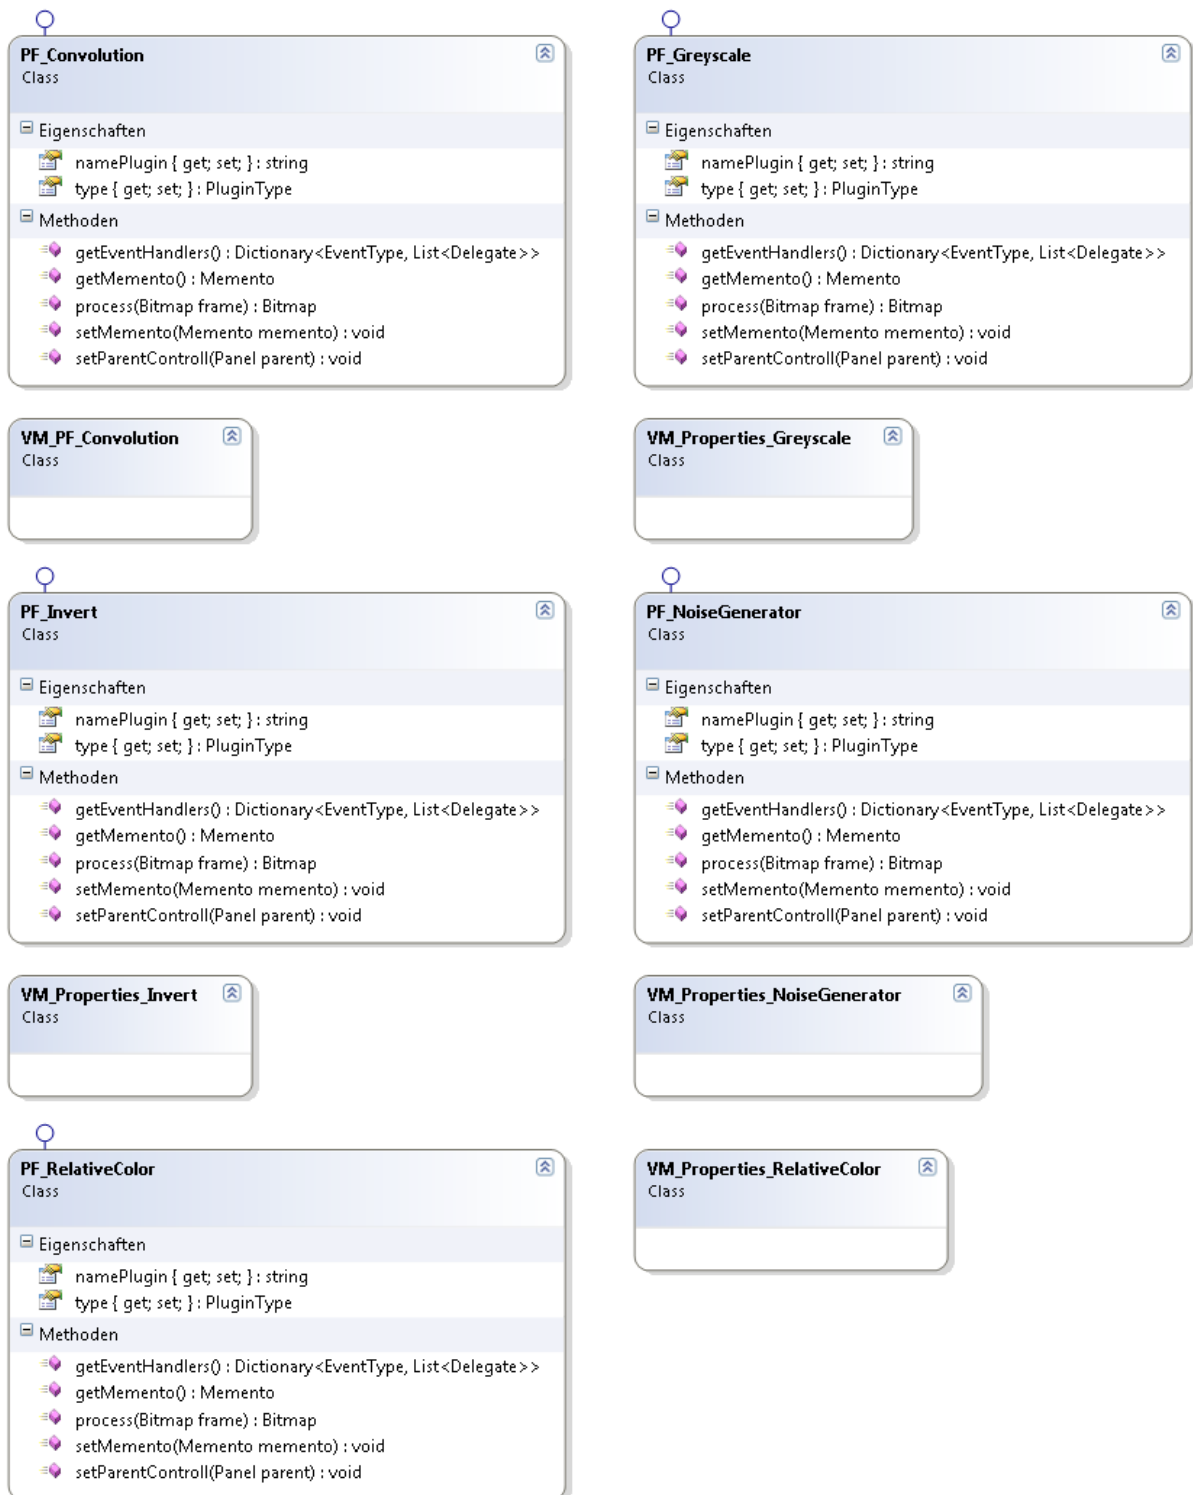 PF_Convolution
Class
Eigenschaften
namePlugin { get; set; } : string
type { get; set; } : PluginType
Methoden
getEventHandlers() : Dictionary<EventType, List<Delegate>>
getMemento() : Memento
process(Bitmap frame) : Bitmap
setMemento(Memento memento) : void
setParentControll(Panel parent) : void
PF_Greyscale
Class
Eigenschaften
namePlugin { get; set; } : string
type { get; set; } : PluginType
Methoden
getEventHandlers() : Dictionary<EventType, List<Delegate>>
getMemento() : Memento
process(Bitmap frame) : Bitmap
setMemento(Memento memento) : void
setParentControll(Panel parent) : void
VM_PF_Convolution
Class
VM_Properties_Greyscale
Class
PF_Invert
Class
Eigenschaften
namePlugin { get; set; } : string
type { get; set; } : PluginType
Methoden
getEventHandlers() : Dictionary<EventType, List<Delegate>>
getMemento() : Memento
process(Bitmap frame) : Bitmap
setMemento(Memento memento) : void
setParentControll(Panel parent) : void
PF_NoiseGenerator
Class
Eigenschaften
namePlugin { get; set; } : string
type { get; set; } : PluginType
Methoden
getEventHandlers() : Dictionary<EventType, List<Delegate>>
getMemento() : Memento
process(Bitmap frame) : Bitmap
setMemento(Memento memento) : void
setParentControll(Panel parent) : void
VM_Properties_Invert
Class
VM_Properties_NoiseGenerator
Class
PF_RelativeColor
Class
Eigenschaften
namePlugin { get; set; } : string
type { get; set; } : PluginType
Methoden
getEventHandlers() : Dictionary<EventType, List<Delegate>>
getMemento() : Memento
process(Bitmap frame) : Bitmap
setMemento(Memento memento) : void
setParentControll(Panel parent) : void
VM_Properties_RelativeColor
Class